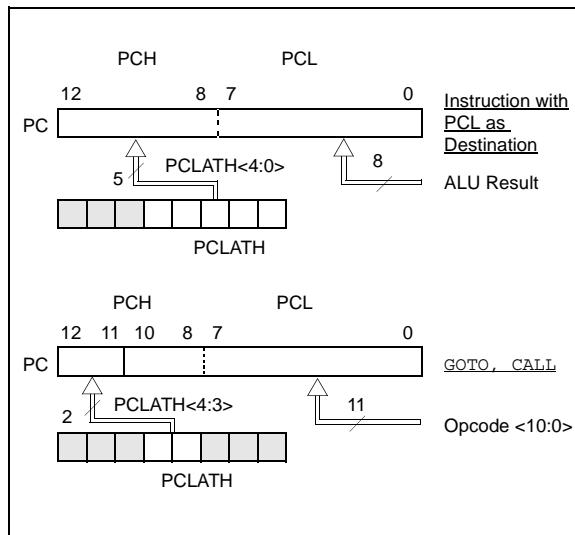 PCH PCL
12 8 7 0
PC
Instruction with
PCL as
Destination
5 PCLATH<4:0> 8
ALU Result
PCLATH
PCH PCL
12 11 10 8 7 0
PC
GOTO, CALL
2 PCLATH<4:3> 11
Opcode <10:0>
PCLATH